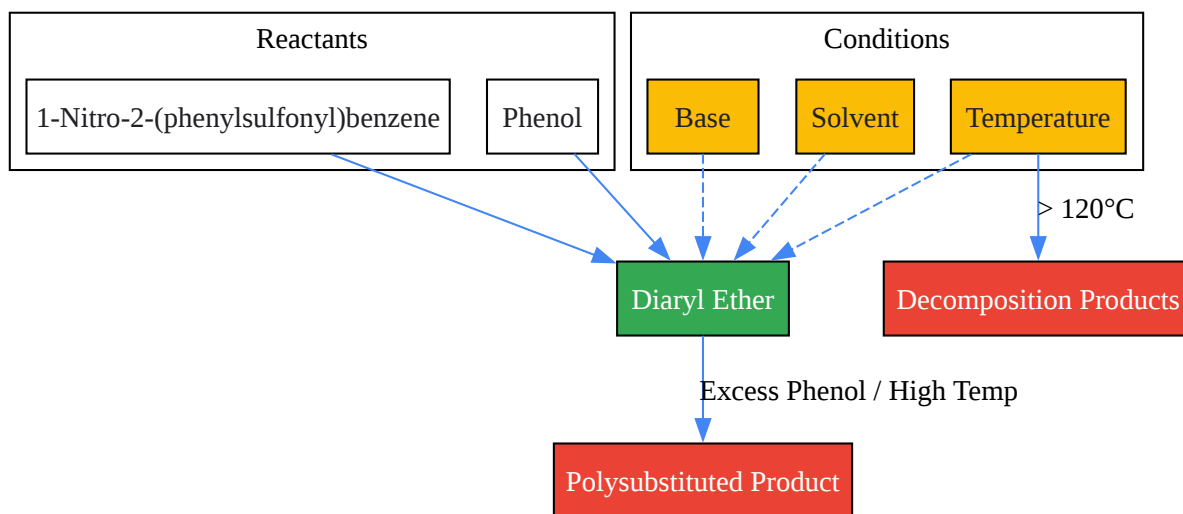 Reactants
Conditions
1-Nitro-2-(phenylsulfonyl)benzene
Phenol
Base
Solvent
Temperature
> 120°C
Diaryl Ether
Decomposition Products
Excess Phenol / High Temp
Polysubstituted Product